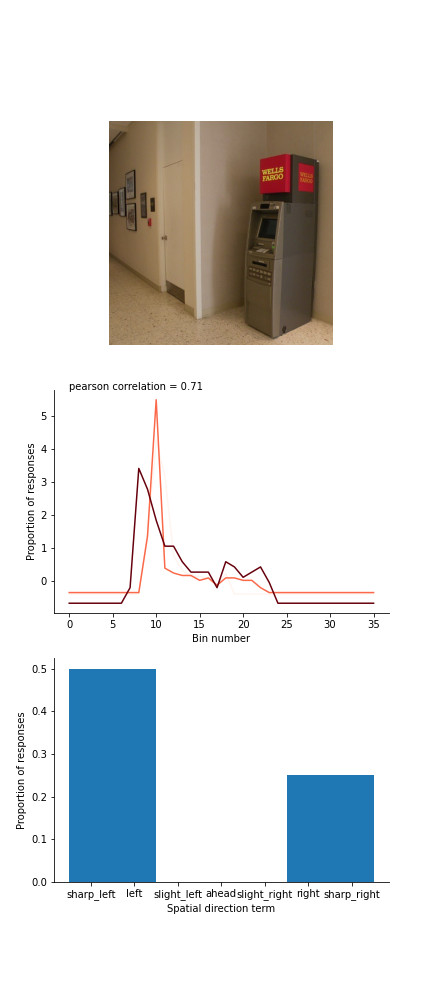 WELLS
FARGO
WELLS
FARGO
pearson correlation = 0.71
5
4
3
2
1
0
Proportion of responses
0 5 10 15 20 25 30 35
Bin number
0.5
0.4
0.3
0.2
0.1
0.0
Proportion of responses
sharp_left left slight_left ahead slight_right right sharp_right
Spatial direction term